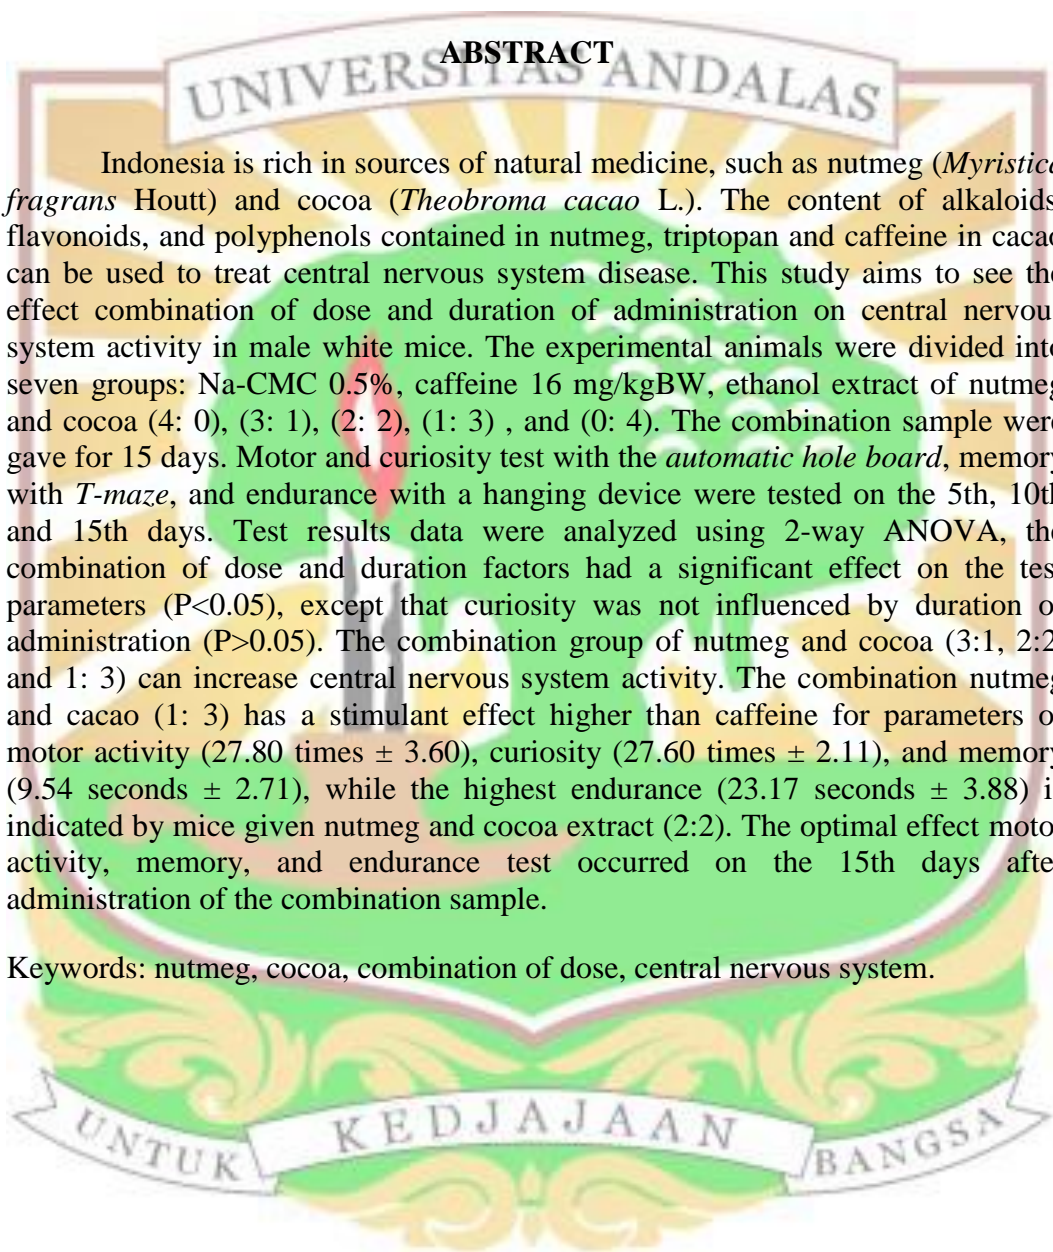 ABSTRACT
UNIVERSITAS ANDALAS
Indonesia is rich in sources of natural medicine, such as nutmeg (Myristica
fragrans Houtt) and cocoa (Theobroma cacao L.). The content of alkaloids
flavonoids, and polyphenols contained in nutmeg, triptopan and caffeine in cacao
can be used to treat central nervous system disease. This study aims to see the
effect combination of dose and duration of administration on central nervou
system activity in male white mice. The experimental animals were divided into
seven groups: Na-CMC 0.5%, caffeine 16 mg/kgBW, ethanol extract of nutmeg
and cocoa (4: 0), (3: 1), (2: 2), (1: 3) , and (0: 4). The combination sample were
gave for 15 days. Motor and curiosity test with the automatic hole board, memory
with T-maze, and endurance with a hanging device were tested on the 5th, 10th
and 15th days. Test results data were analyzed using 2-way ANOVA, the
combination of dose and duration factors had a significant effect on the tes
parameters (P<0.05), except that curiosity was not influenced by duration o
administration (P>0.05). The combination group of nutmeg and cocoa (3:1, 2:2
and 1: 3) can increase central nervous system activity. The combination nutmeg
and cacao (1: 3) has a stimulant effect higher than caffeine for parameters o
motor activity (27.80 times ± 3.60), curiosity (27.60 times ± 2.11), and memory
(9.54 seconds ± 2.71), while the highest endurance (23.17 seconds ± 3.88) i
indicated by mice given nutmeg and cocoa extract (2:2). The optimal effect moto
activity, memory, and endurance test occurred on the 15th days afte
administration of the combination sample.
Keywords: nutmeg, cocoa, combination of dose, central nervous system.
UNTUK KEDJAJAAN BANGSA